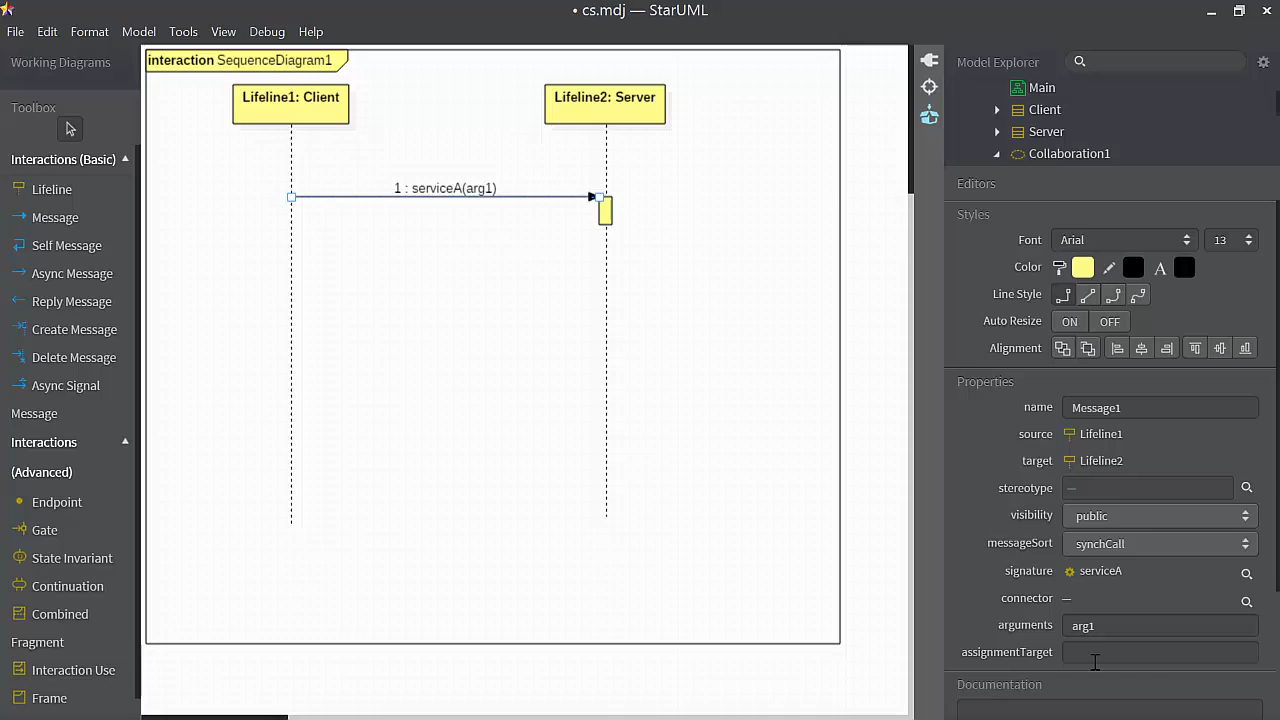 • cs.mdj — StarUML
File Edit Format Model Tools View Debug Help
Working Diagrams
Toolbox
Interactions (Basic)
Lifeline
Message
Self Message
Async Message
Reply Message
Create Message
Delete Message
Async Signal
Message
Interactions
(Advanced)
Endpoint
Gate
State Invariant
Continuation
Combined
Fragment
Interaction Use
Frame
interaction SequenceDiagram1
Lifeline1: Client
Lifeline2: Server
1 : serviceA(arg1)
Model Explorer
Main
Client
Server
Collaboration1
Editors
Styles
Font Arial 13
Color A
Line Style
Auto Resize ON OFF
Alignment
Properties
name Message1
source Lifeline1
target Lifeline2
stereotype —
visibility public
messageSort synchCall
signature serviceA
connector —
arguments arg1
assignmentTarget
Documentation